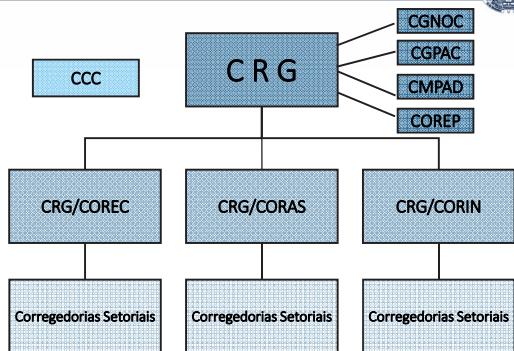 CGNOC
CGPAC
CCC
C R G
CMPAD
COREP
CRG/COREC
CRG/CORAS
CRG/CORIN
Corregedorias Setoriais
Corregedorias Setoriais
Corregedorias Setoriais